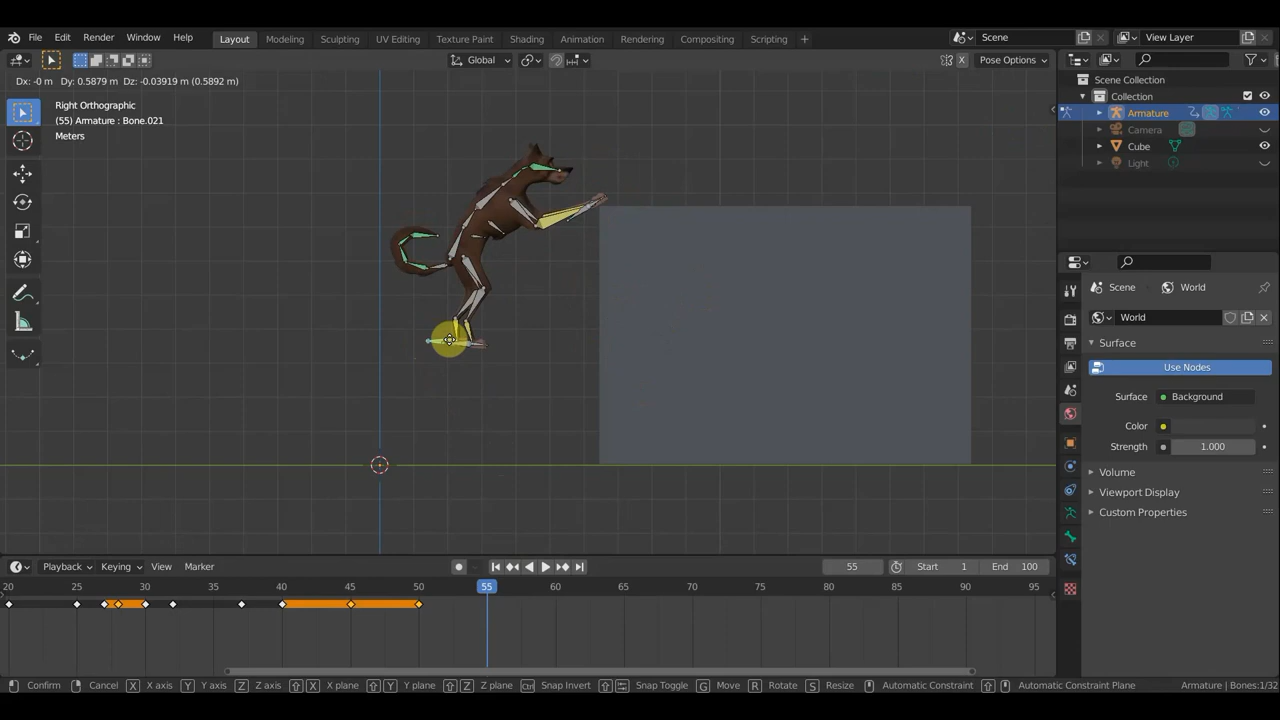 File Edit Render Window Help Layout Modeling Sculpting UV Editing Texture Paint Shading Animation Rendering Compositing Scripting + Scene View Layer
Global Pose Options
Dx: -0 m Dy: 0.5879 m Dz: -0.03919 m (0.5892 m)
Right Orthographic
(55) Armature : Bone.021
Meters
Scene Collection
Collection
Armature
Camera
Cube
Light
Scene World
World
Surface
Use Nodes
Surface Background
Color
Strength 1.000
Volume
Viewport Display
Custom Properties
Playback Keying View Marker 55 Start 1 End 100
20 25 30 35 40 45 50 55 60 65 70 75 80 85 90 95
Confirm Cancel X X axis Y Y axis Z Z axis X X plane Y Y plane Z Z plane Ctrl Snap Invert Snap Toggle G Move R Rotate S Resize Automatic Constraint Automatic Constraint Plane Armature | Bones:1/32